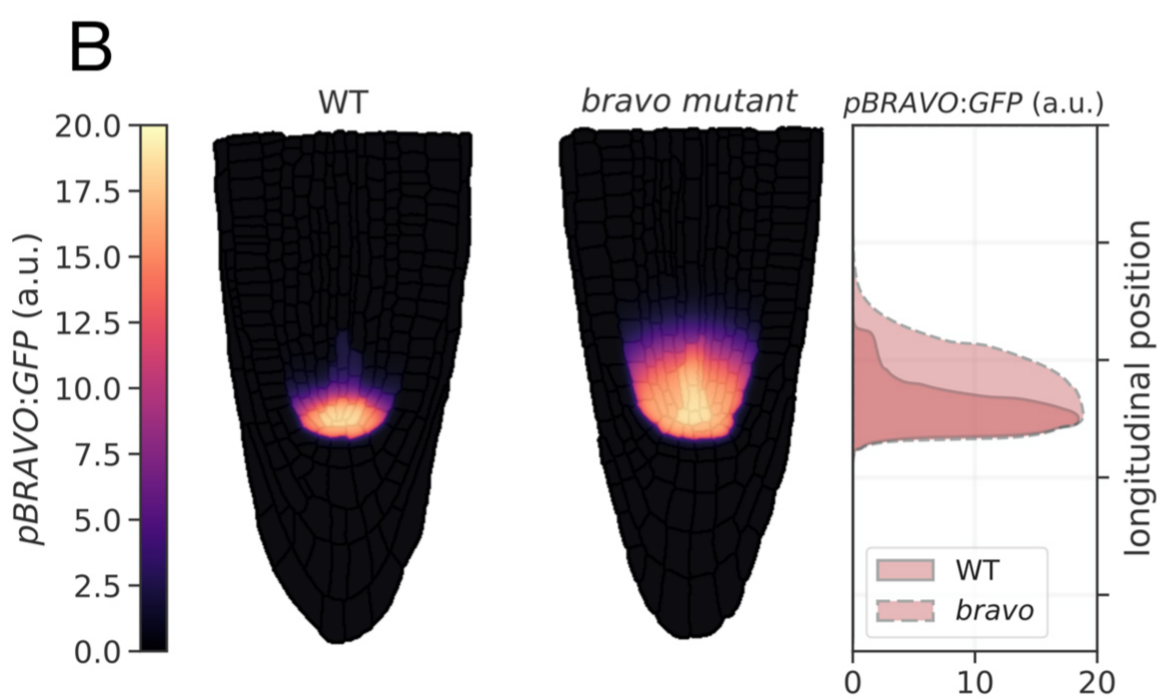 B
WT
bravo mutant
pBRAVO:GFP (a.u.)
20.0
17.5
15.0
12.5
10.0
7.5
5.0
2.5
0.0
pBRAVO:GFP (a.u.)
longitudinal position
WT
bravo
0 10 20